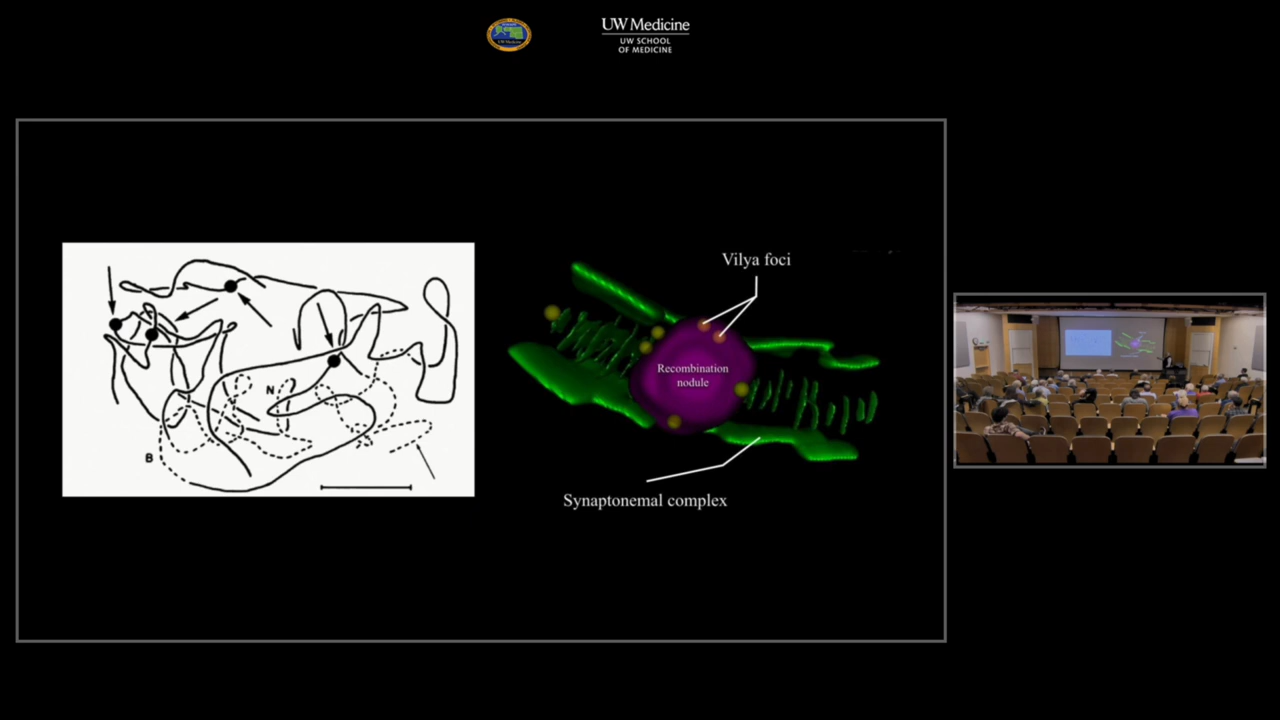 UW Medicine
UW SCHOOL
OF MEDICINE
Vilya foci
Recombination
nodule
N
B
Synaptonemal complex